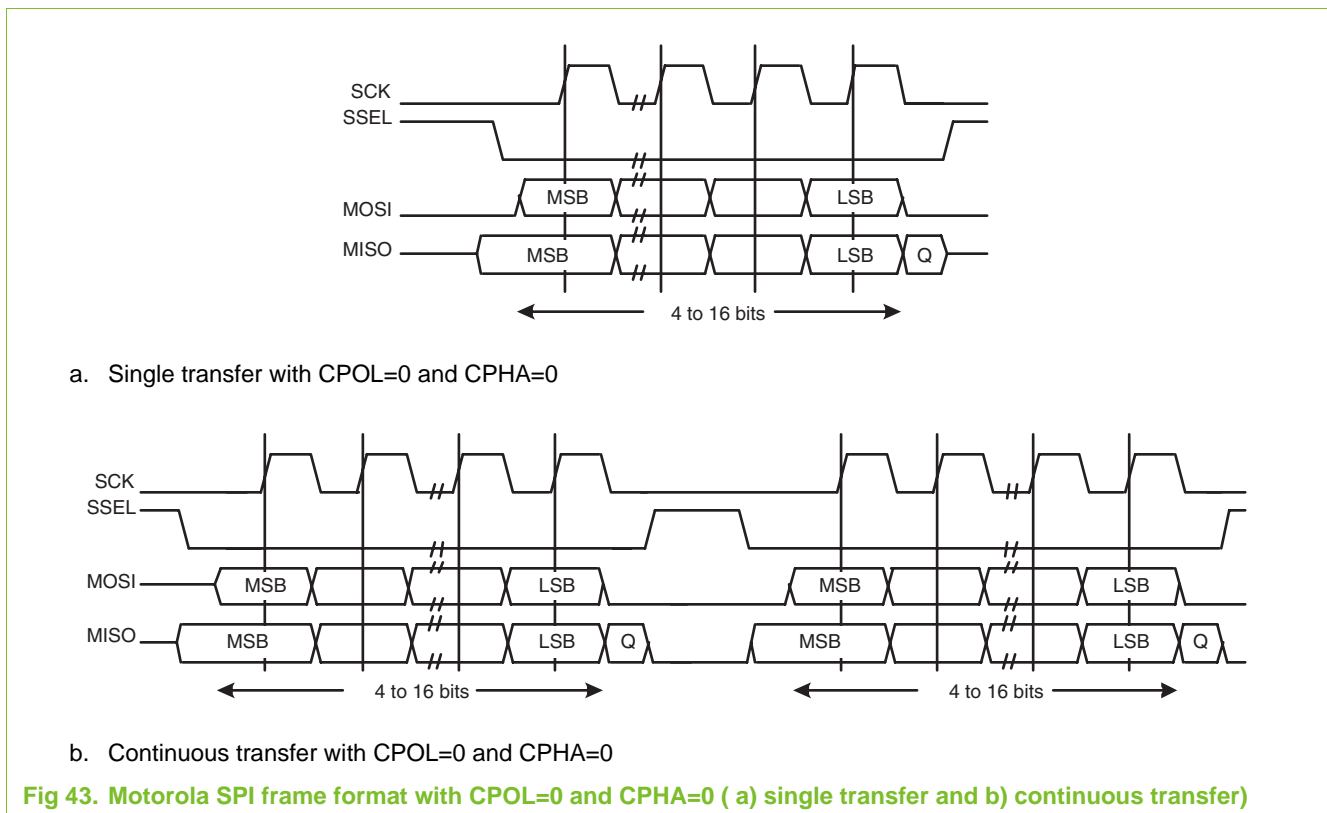 SCK
SSEL
MOSI
MSB
LSB
MISO
MSB
LSB
Q
4 to 16 bits
a. Single transfer with CPOL=0 and CPHA=0
SCK
SSEL
MOSI
MSB
LSB
MSB
LSB
MISO
MSB
LSB
Q
MSB
LSB
Q
4 to 16 bits
4 to 16 bits
b. Continuous transfer with CPOL=0 and CPHA=0
Fig 43. Motorola SPI frame format with CPOL=0 and CPHA=0 ( a) single transfer and b) continuous transfer)